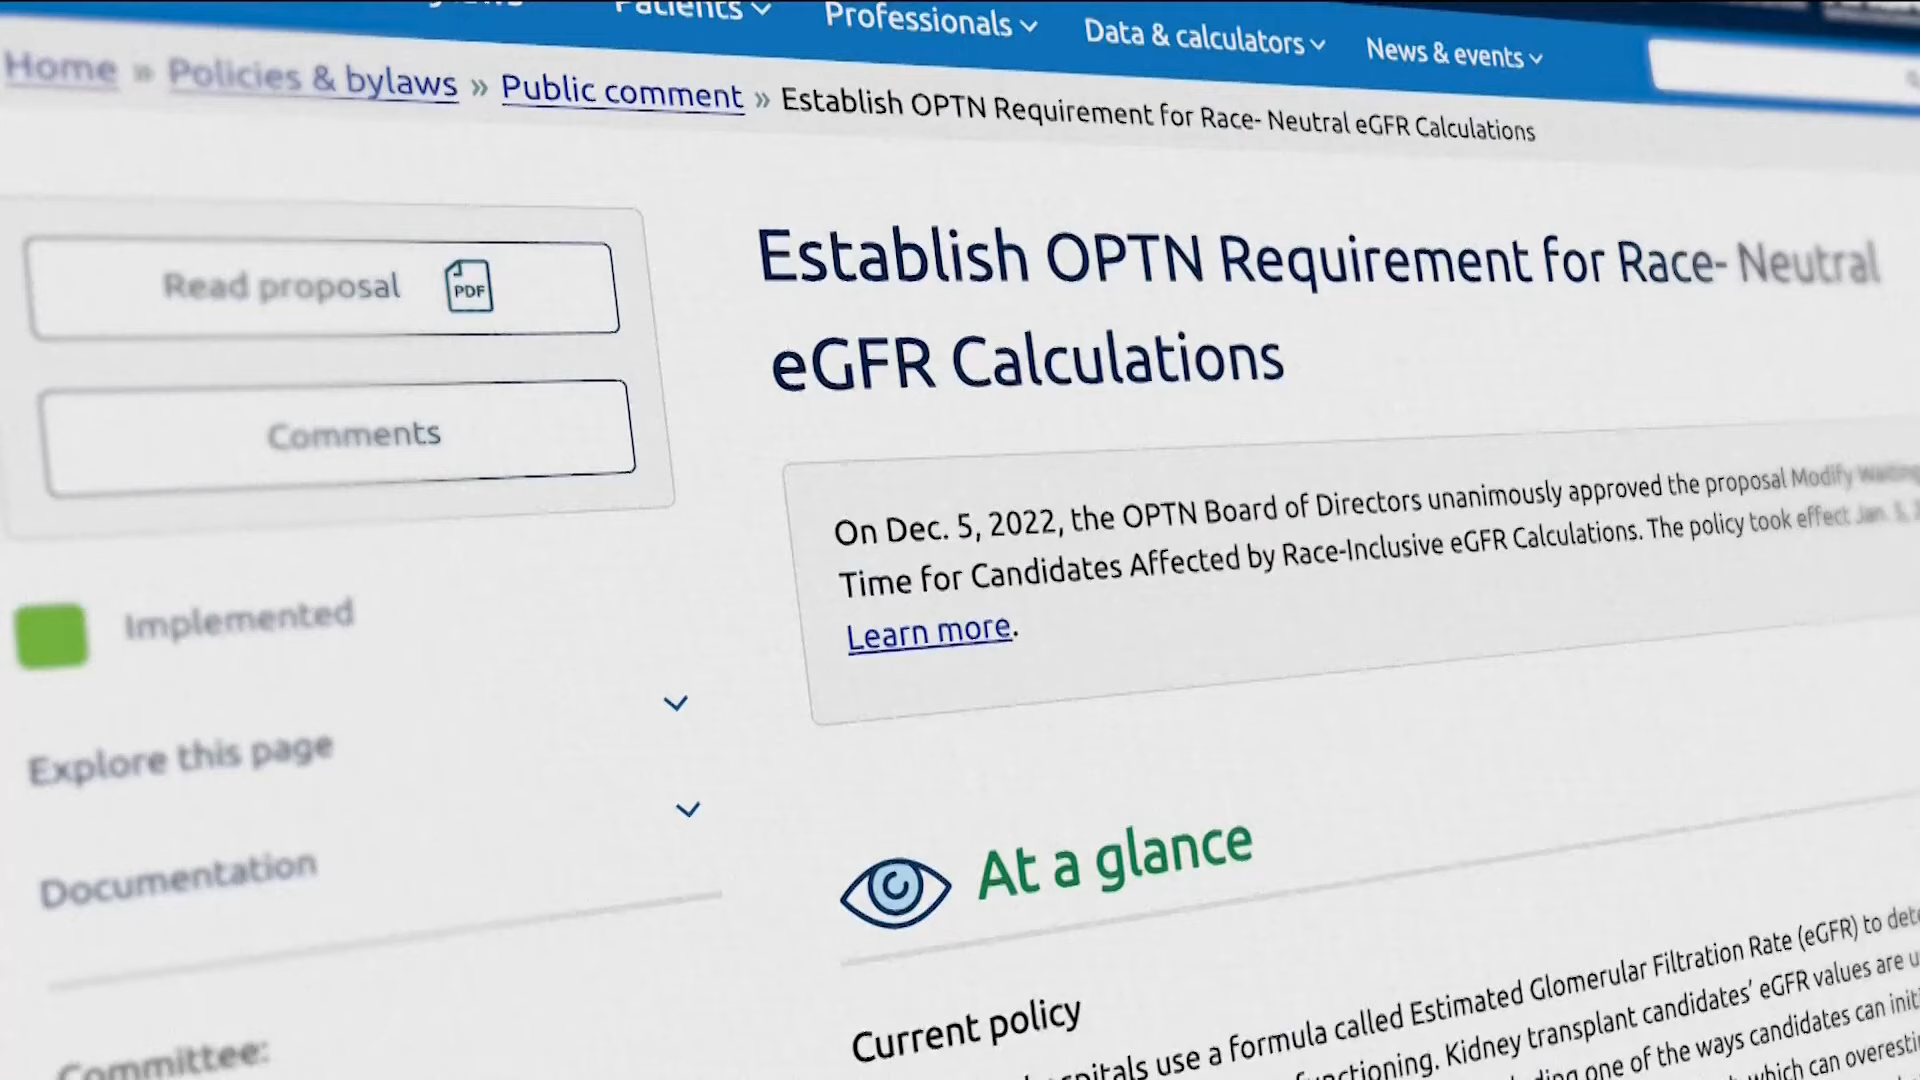 Patients
Professionals
Data & calculators
News & events
Home » Policies & bylaws » Public comment » Establish OPTN Requirement for Race- Neutral eGFR Calculations
Read proposal
PDF
Comments
Implemented
Explore this page
Documentation
Committee:
Establish OPTN Requirement for Race- Neutral
eGFR Calculations
On Dec. 5, 2022, the OPTN Board of Directors unanimously approved the proposal Modify Waiting
Time for Candidates Affected by Race-Inclusive eGFR Calculations. The policy took effect Jan. 5,
Learn more.
At a glance
Current policy
use a formula called Estimated Glomerular Filtration Rate (eGFR) to
Kidney transplant candidates' eGFR values are
one of the ways candidates can
which can